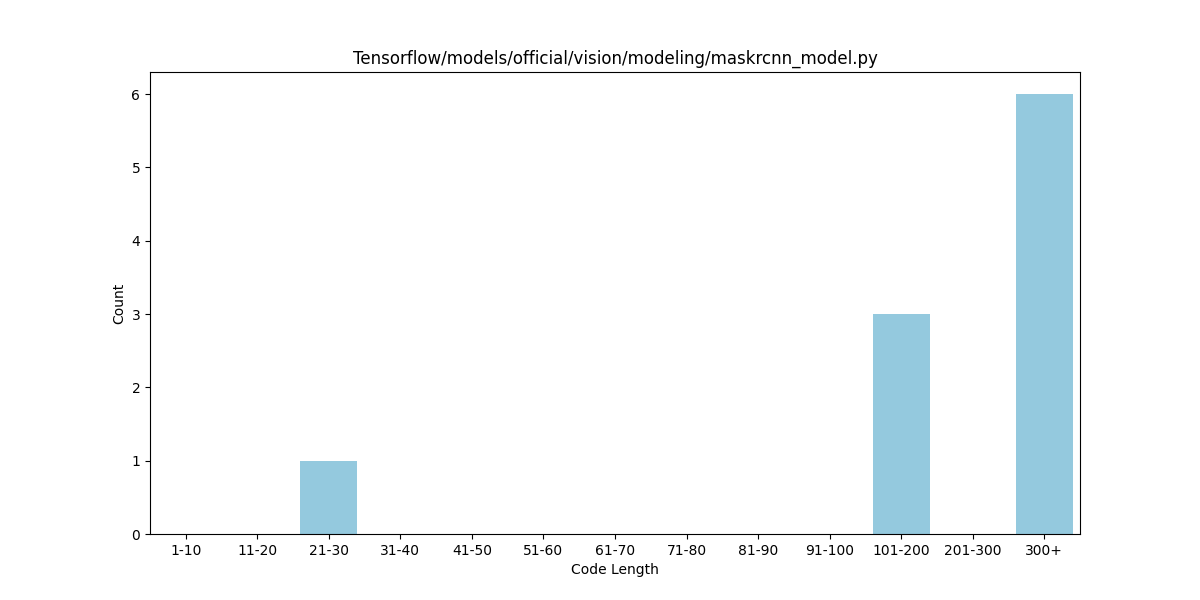 Tensorflow/models/official/vision/modeling/maskrcnn_model.py
6
5
4
3
2
1
0
Count
1-10 11-20 21-30 31-40 41-50 51-60 61-70 71-80 81-90 91-100 101-200 201-300 300+
Code Length